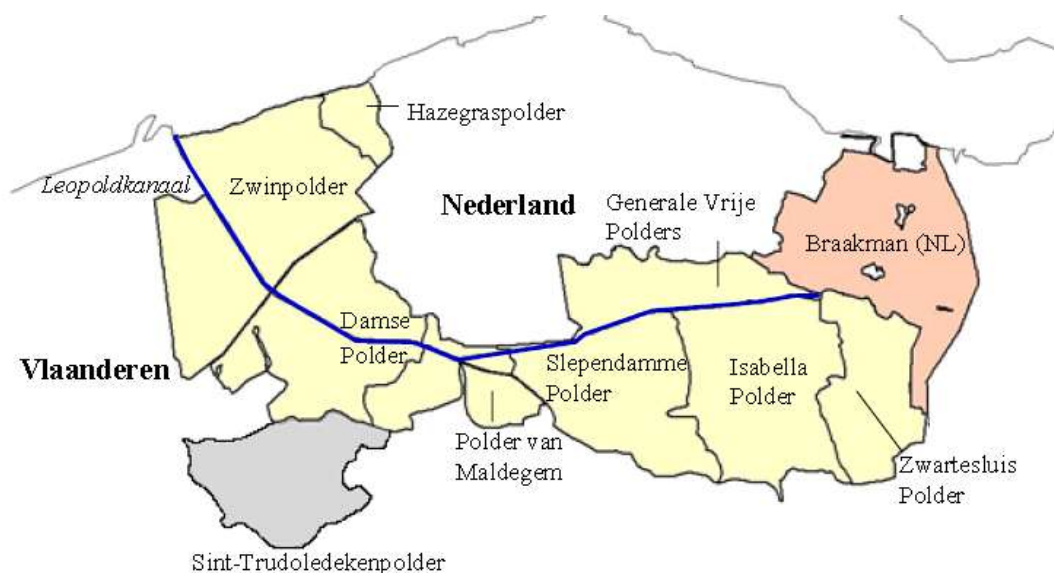 Hazegraspolder
Leopoldkanaal
Zwinpolder
Nederland
Generale Vrije
Polders
Braakman (NL)
Damse
Polder
Vlaanderen
Slependamme
Polder
Isabella
Polder
Polder van
Maldegem
Zwartesluis
Polder
Sint-Trudoledekenpolder